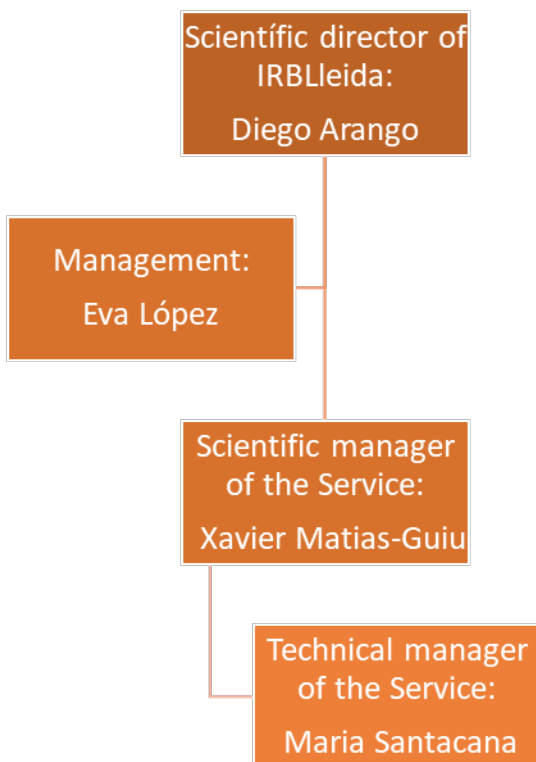 Scientífic director of
IRBLleida:
Diego Arango
Management:
Eva López
Scientific manager
of the Service:
Xavier Matias-Guiu
Technical manager
of the Service:
Maria Santacana